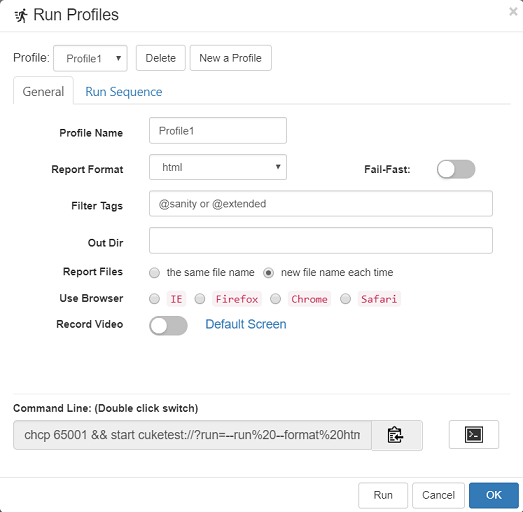 Run Profiles
Profile: Profile1 Delete New a Profile
General Run Sequence
Profile Name Profile1
Report Format html Fail-Fast:
Filter Tags @sanity or @extended
Out Dir
Report Files the same file name new file name each time
Use Browser IE Firefox Chrome Safari
Record Video Default Screen
Command Line: (Double click switch)
chcp 65001 && start cuketest://?run=--run%20--format%20htm
Run Cancel OK